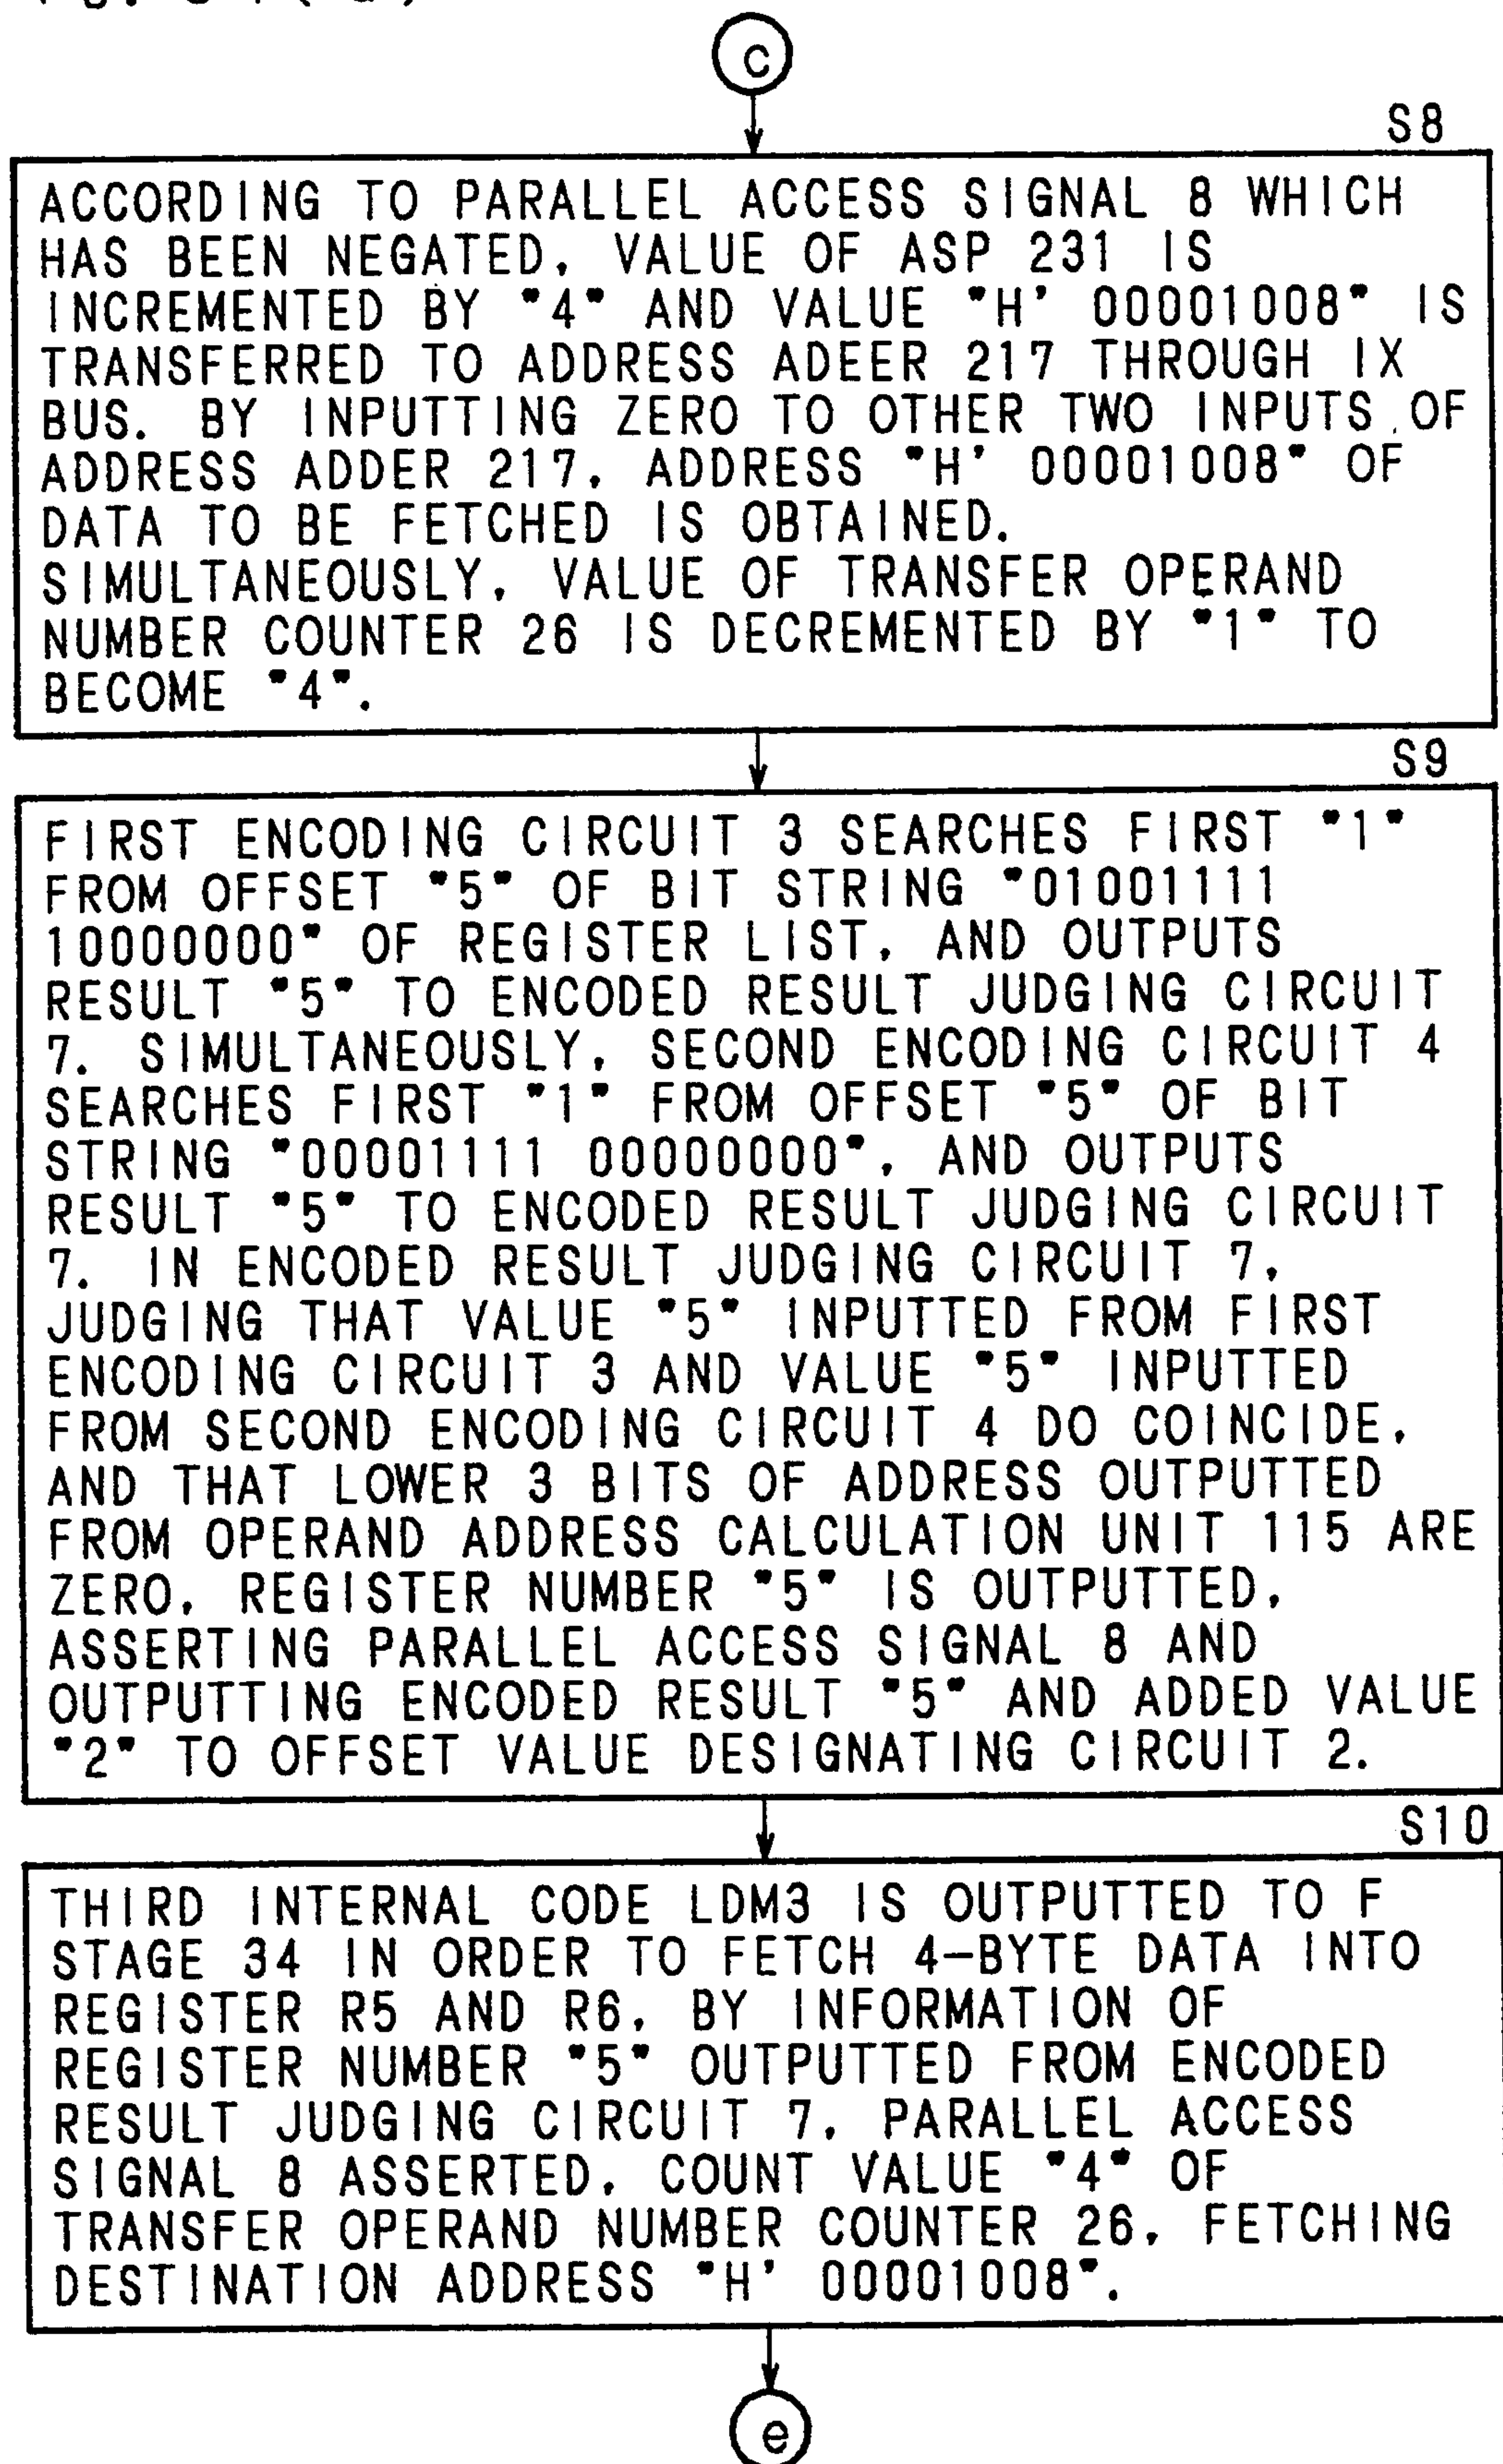 c
S8
ACCORDING TO PARALLEL ACCESS SIGNAL 8 WHICH
HAS BEEN NEGATED, VALUE OF ASP 231 IS
INCREMENTED BY "4" AND VALUE "H' 00001008" IS
TRANSFERRED TO ADDRESS ADEER 217 THROUGH IX
BUS. BY INPUTTING ZERO TO OTHER TWO INPUTS OF
ADDRESS ADDER 217, ADDRESS "H' 00001008" OF
DATA TO BE FETCHED IS OBTAINED.
SIMULTANEOUSLY, VALUE OF TRANSFER OPERAND
NUMBER COUNTER 26 IS DECREMENTED BY "1" TO
BECOME "4".
S9
FIRST ENCODING CIRCUIT 3 SEARCHES FIRST "1"
FROM OFFSET "5" OF BIT STRING "01001111
10000000" OF REGISTER LIST, AND OUTPUTS
RESULT "5" TO ENCODED RESULT JUDGING CIRCUIT
7. SIMULTANEOUSLY, SECOND ENCODING CIRCUIT 4
SEARCHES FIRST "1" FROM OFFSET "5" OF BIT
STRING "00001111 00000000", AND OUTPUTS
RESULT "5" TO ENCODED RESULT JUDGING CIRCUIT
7. IN ENCODED RESULT JUDGING CIRCUIT 7,
JUDGING THAT VALUE "5" INPUTTED FROM FIRST
ENCODING CIRCUIT 3 AND VALUE "5" INPUTTED
FROM SECOND ENCODING CIRCUIT 4 DO COINCIDE,
AND THAT LOWER 3 BITS OF ADDRESS OUTPUTTED
FROM OPERAND ADDRESS CALCULATION UNIT 115 ARE
ZERO, REGISTER NUMBER "5" IS OUTPUTTED,
ASSERTING PARALLEL ACCESS SIGNAL 8 AND
OUTPUTTING ENCODED RESULT "5" AND ADDED VALUE
"2" TO OFFSET VALUE DESIGNATING CIRCUIT 2.
S10
THIRD INTERNAL CODE LDM3 IS OUTPUTTED TO F
STAGE 34 IN ORDER TO FETCH 4-BYTE DATA INTO
REGISTER R5 AND R6, BY INFORMATION OF
REGISTER NUMBER "5" OUTPUTTED FROM ENCODED
RESULT JUDGING CIRCUIT 7, PARALLEL ACCESS
SIGNAL 8 ASSERTED, COUNT VALUE "4" OF
TRANSFER OPERAND NUMBER COUNTER 26, FETCHING
DESTINATION ADDRESS "H' 00001008".
e